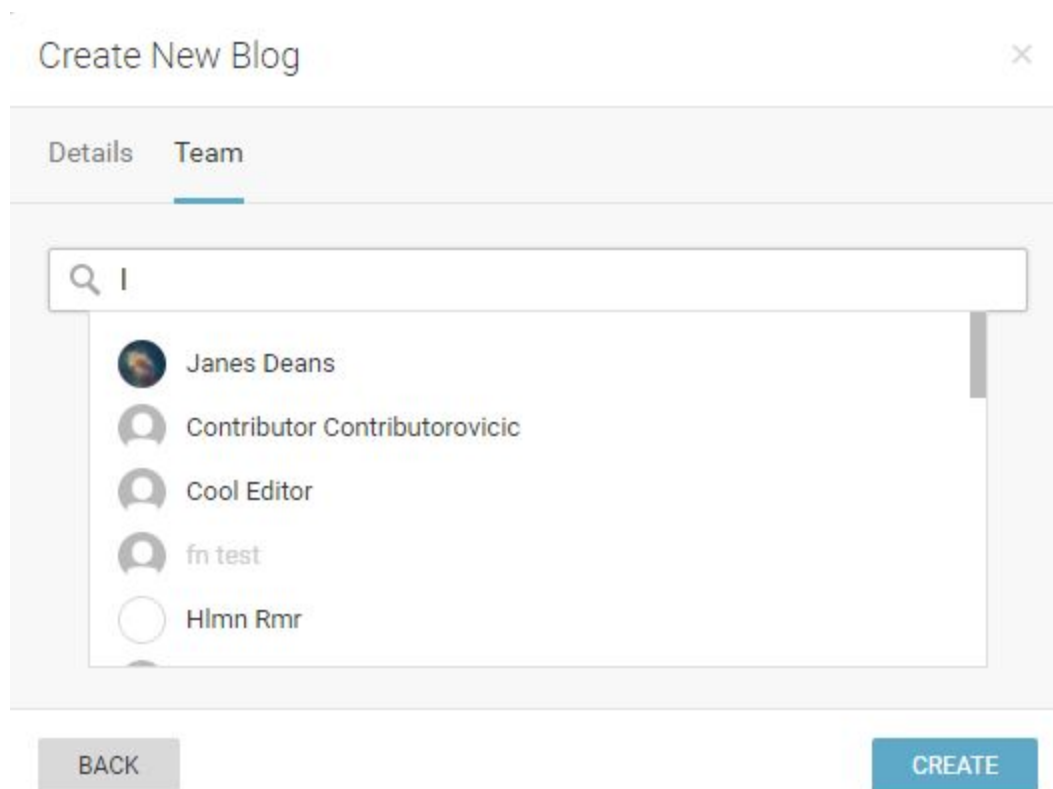 Create New Blog
Details Team
Janes Deans
Contributor Contributorovicic
Cool Editor
fn test
Hlmn Rmr
BACK CREATE